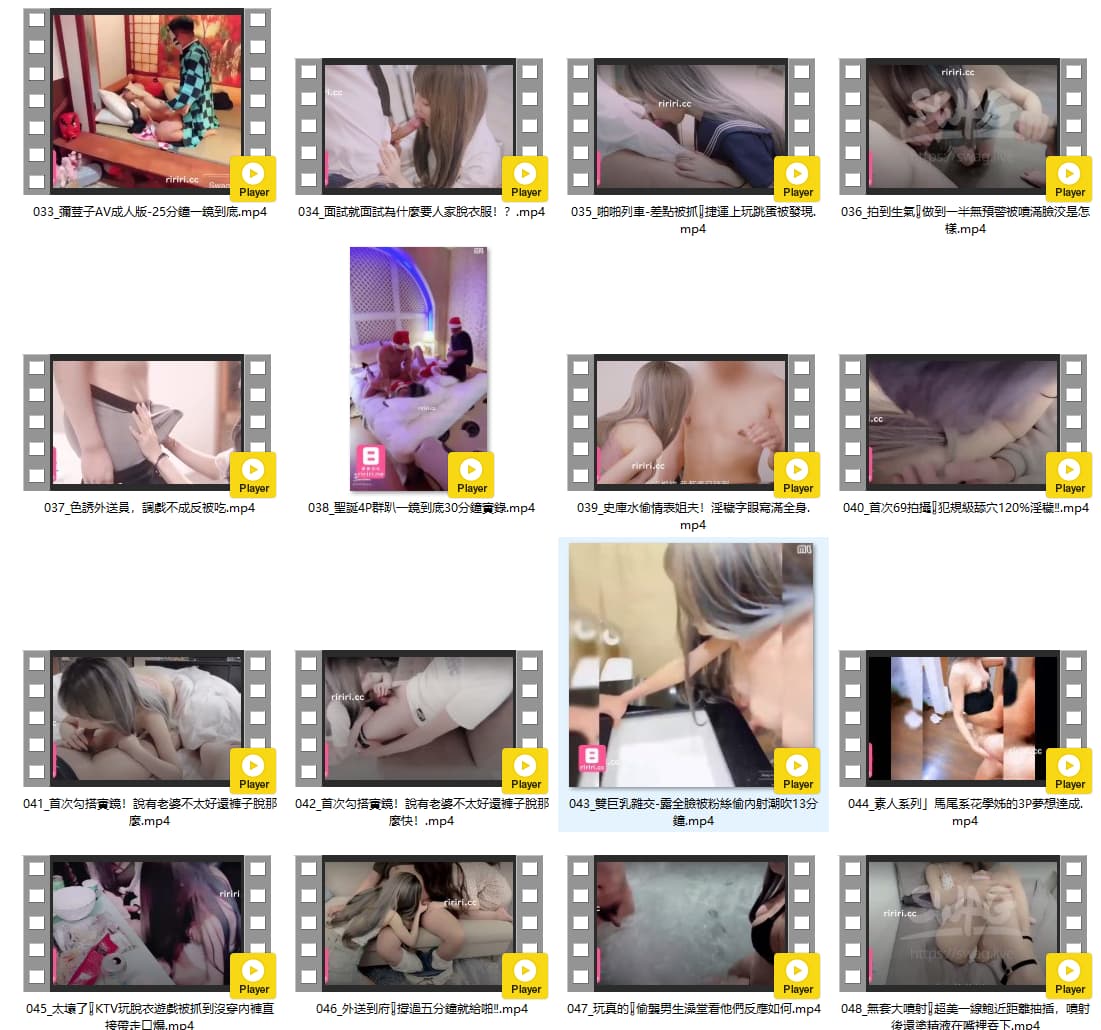 riri.cc
Swag
Player
033_彌荳子AV成人版-25分鐘一鏡到底.mp4
i.cc
Player
034_面試就面試為什麼要人家脫衣服！？.mp4
ririri.cc
Player
035_啪啪列車-差點被抓‖捷運上玩跳蛋被發現.
mp4
ririri.cc
SWAG
https://swag.live
Player
036_拍到生氣‖做到一半無預警被噴滿臉洨是怎
樣.mp4
Player
037_色誘外送員，調戲不成反被吃.mp4
ririri.cc
Player
038_聖誕4P群趴一鏡到底30分鐘實錄.mp4
ririri.cc
Player
039_史庫水偷情表姐夫！淫穢字眼寫滿全身.
mp4
.cc
Player
040_首次69拍攝‖犯規級舔穴120%淫穢‼.mp4
Player
041_首次勾搭實錄！說有老婆不太好還褲子脫那
麼.mp4
ririri.cc
Player
042_首次勾搭實鏡！說有老婆不太好還褲子脫那
麼快！.mp4
ririri.cc
Player
043_雙巨乳雜交-露全臉被粉絲偷內射潮吹13分
鐘.mp4
cc
Player
044_素人系列」馬尾系花學姊的3P夢想達成.
mp4
ririri
Player
045_太壞了‖KTV玩脫衣遊戲被抓到沒穿內褲直
接帶走口爆.mp4
ririri.cc
Player
046_外送到府‖撐過五分鐘就給啪‼.mp4
Player
047_玩真的‖偷襲男生澡堂看他們反應如何.mp4
ririri.cc
SWAG
https://swag.live
Player
048_無套大噴射‖超美一線鮑近距離抽插，噴射
後還塗精液在嘴裡吞下.mp4